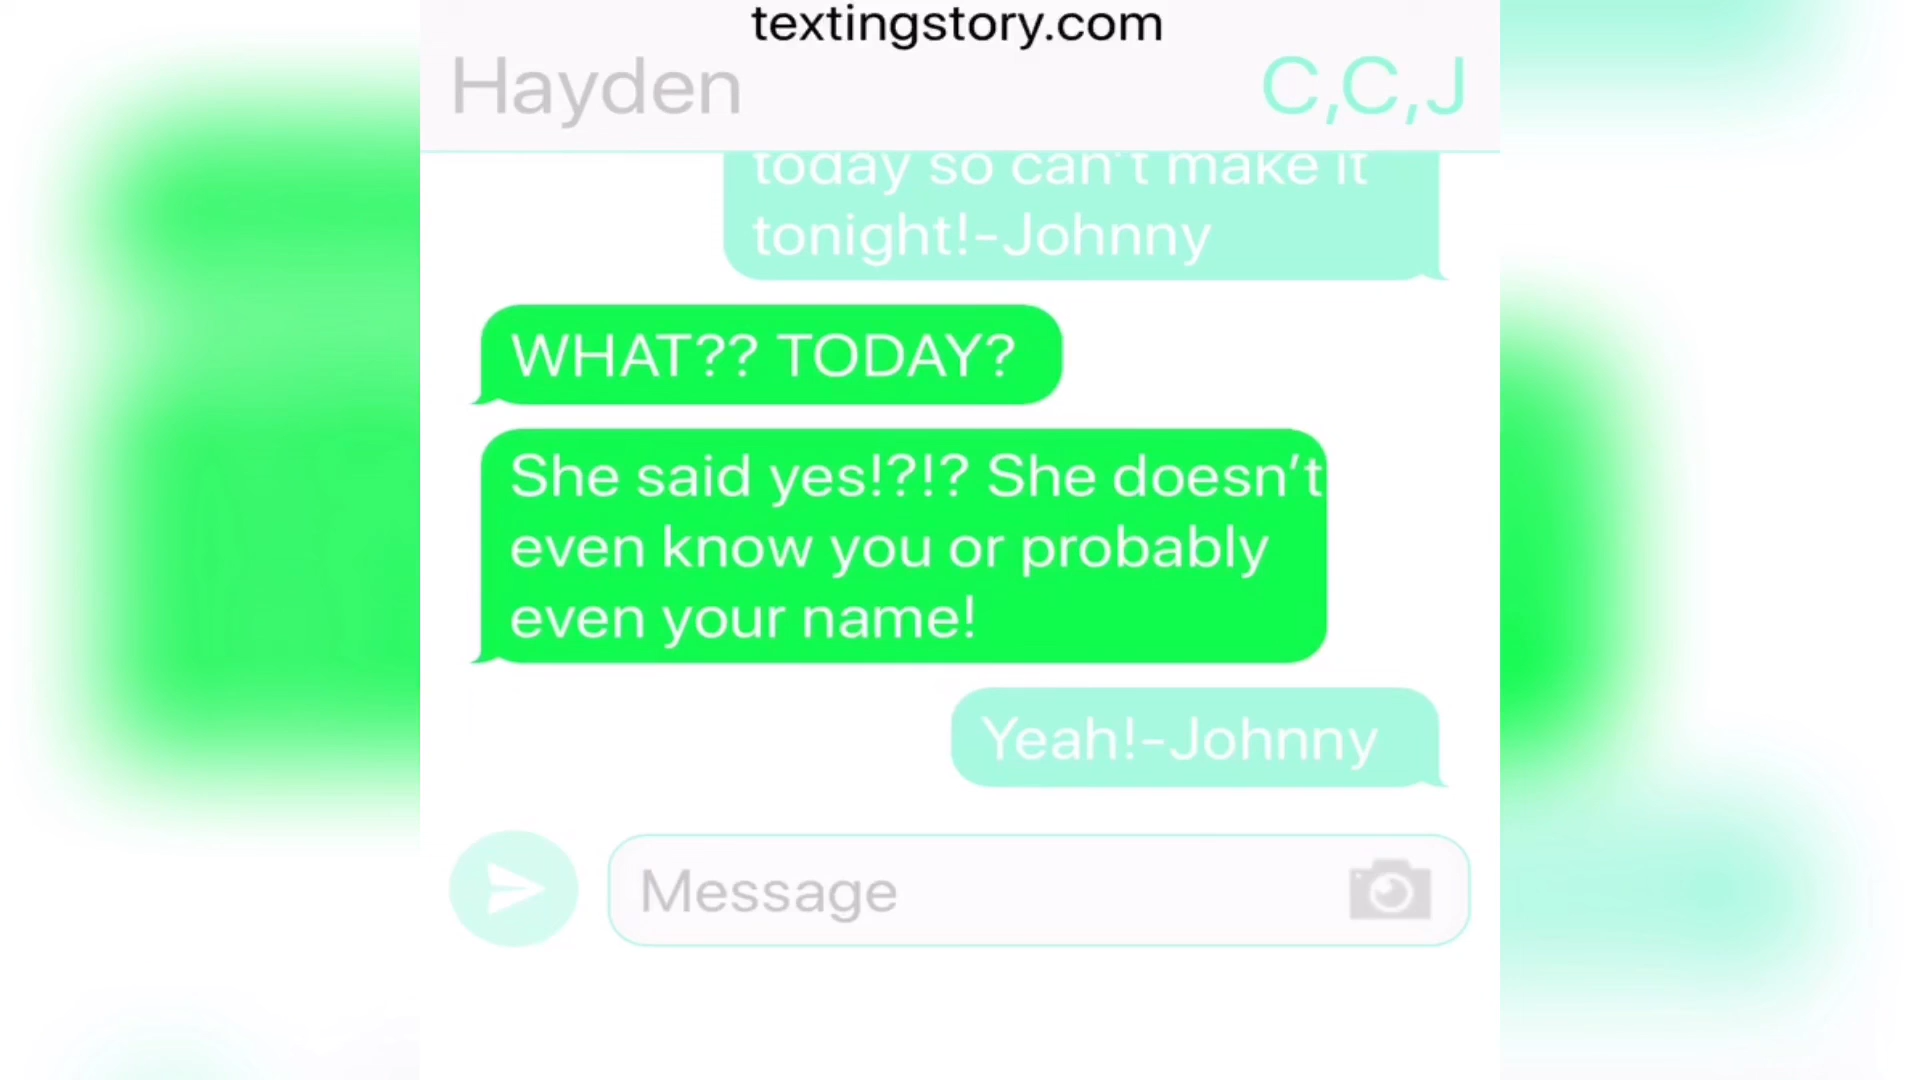 textingstory.com
Hayden
C,C,J
today so can't make it
tonight!-Johnny
WHAT?? TODAY?
She said yes!?!? She doesn’t
even know you or probably
even your name!
Yeah!-Johnny
Message